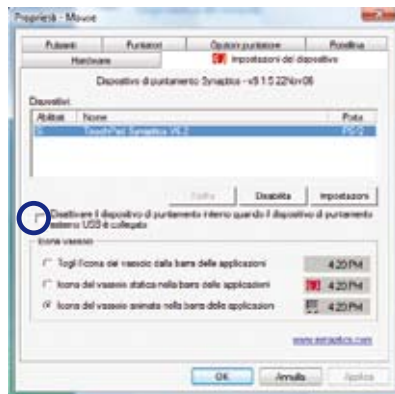 Proprietà - Mouse
Pulsanti Puntatori Opzioni puntatore Rotellina
Hardware Impostazioni del dispositivo
Dispositivo di puntamento Synaptics - v9.1.5 22Nov06
Dispositivi:
Abilitati Nome Porta
TouchPad Synaptics V6.2 PS/2
Disabilita Impostazioni
Disattivare il dispositivo di puntamento interno quando il dispositivo di puntamento
esterno USB è collegato
Icona vassoio
Togli l'icona del vassoio dalla barra delle applicazioni 4:20 PM
Icona del vassoio statica nella barra delle applicazioni 4:20 PM
Icona del vassoio animata nella barra delle applicazioni 4:20 PM
www.synaptics.com
OK Annulla Applica